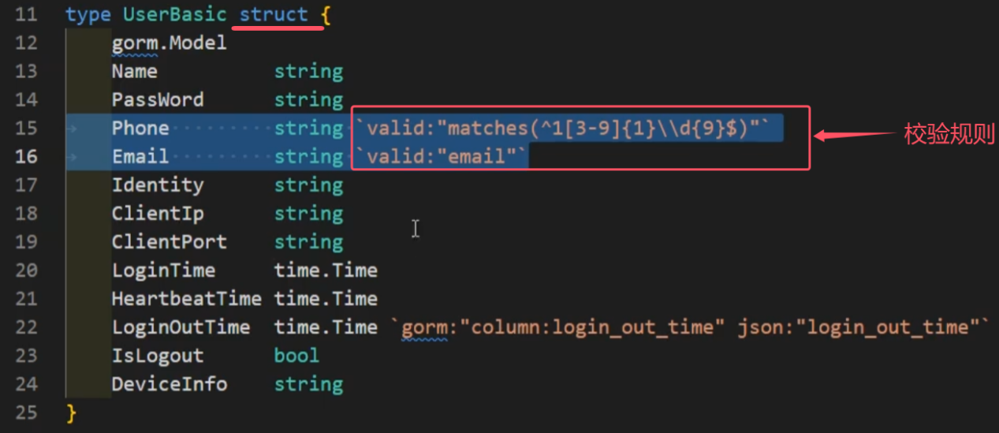 11 type UserBasic struct {
12 gorm.Model
13 Name string
14 PassWord string
15 Phone string `valid:"matches(^1[3-9]{1}\\d{9}$)"`
16 Email string `valid:"email"`
校验规则
17 Identity string
18 ClientIp string
19 ClientPort string
20 LoginTime time.Time
21 HeartbeatTime time.Time
22 LoginOutTime time.Time `gorm:"column:login_out_time" json:"login_out_time"`
23 IsLogout bool
24 DeviceInfo string
25 }